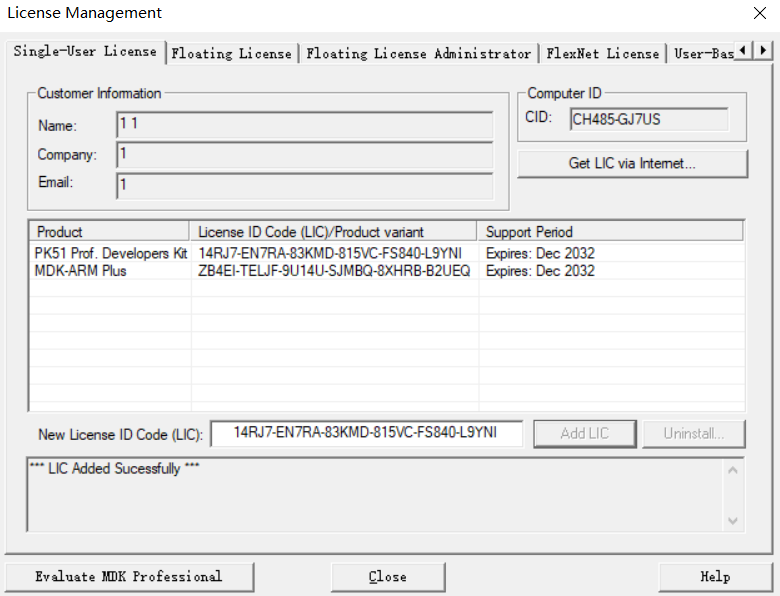 License Management
Single-User License Floating License Floating License Administrator FlexNet License User-Bas
Customer Information
Name: 1 1
Company: 1
Email: 1
Computer ID
CID: CH485-GJ7US
Get LIC via Internet...
Product License ID Code (LIC)/Product variant Support Period
PK51 Prof. Developers Kit 14RJ7-EN7RA-83KMD-815VC-FS840-L9YNI Expires: Dec 2032
MDK-ARM Plus ZB4EI-TELJF-9U14U-SJMBQ-8XHRB-B2UEQ Expires: Dec 2032
New License ID Code (LIC): 14RJ7-EN7RA-83KMD-815VC-FS840-L9YNI Add LIC Uninstall...
*** LIC Added Sucessfully ***
Evaluate MDK Professional Close Help